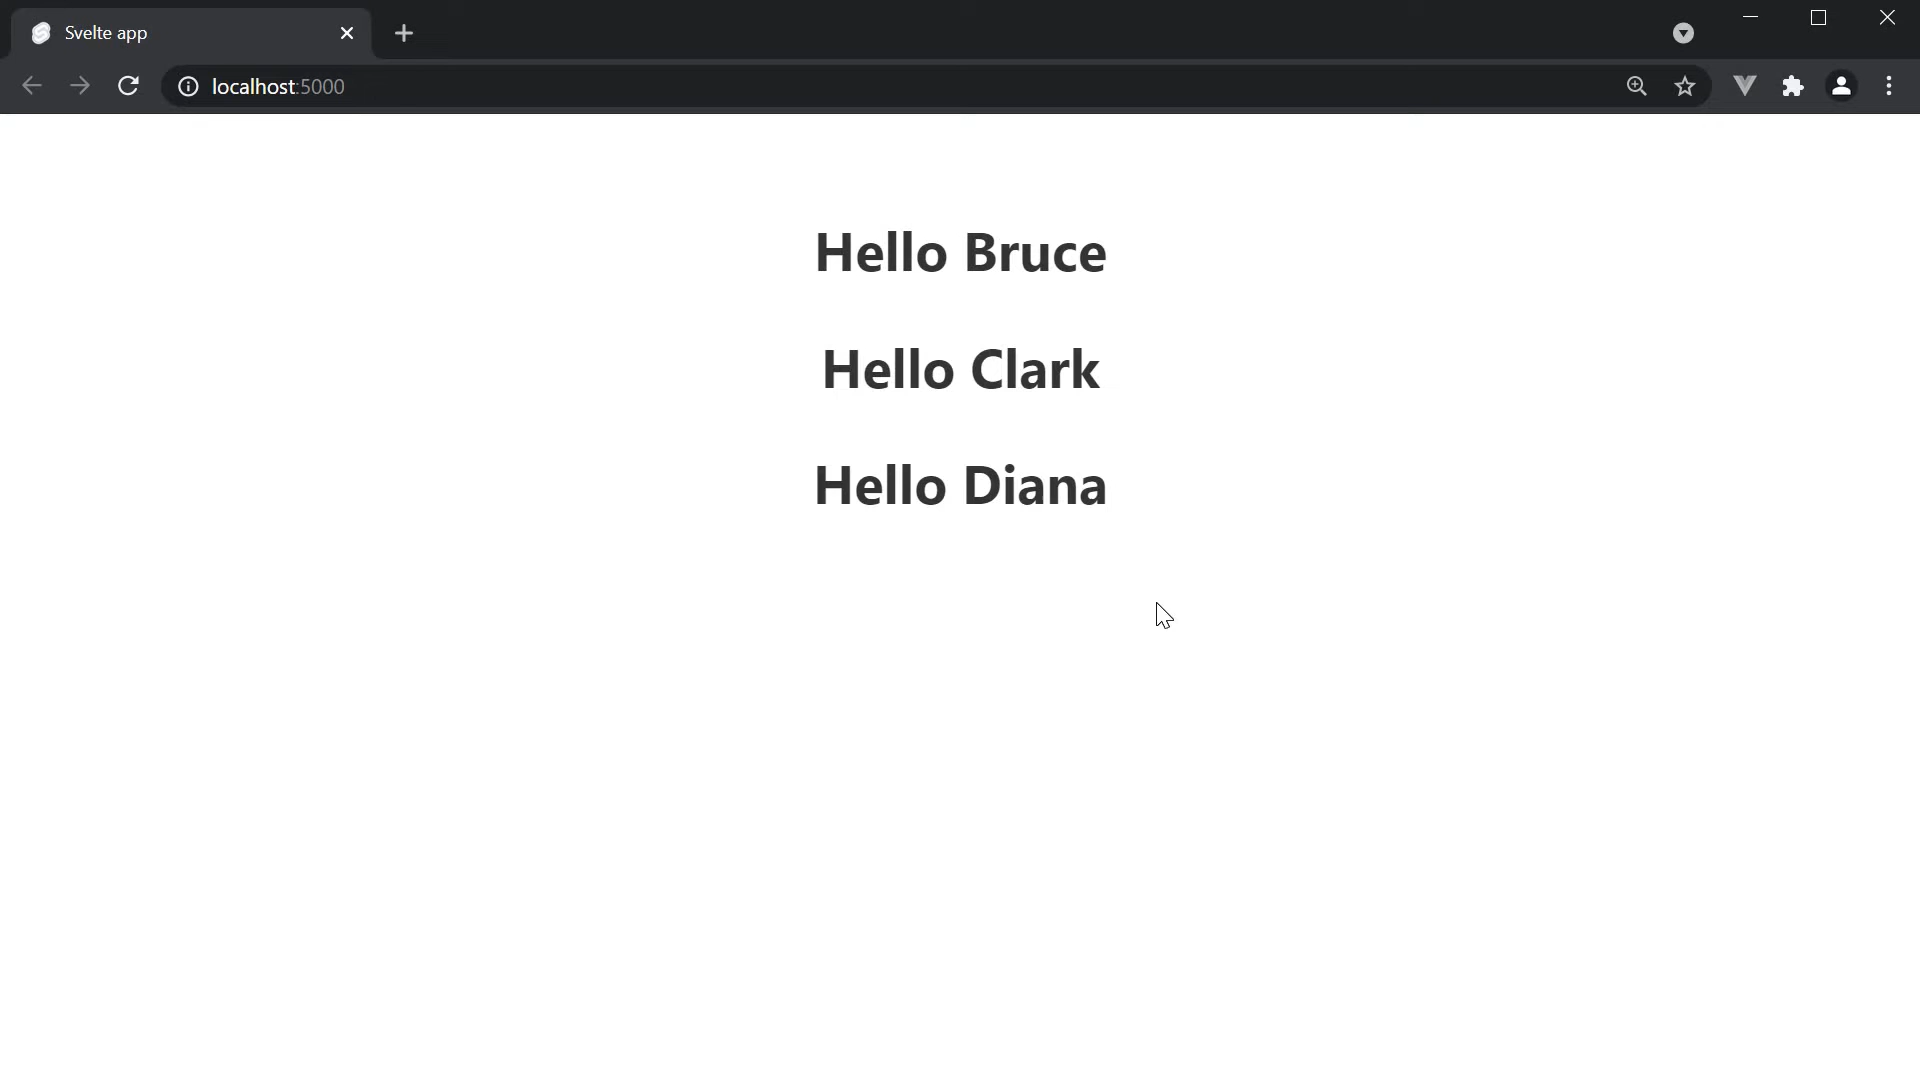 Svelte app
localhost:5000
Hello Bruce
Hello Clark
Hello Diana